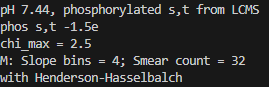 pH 7.44, phosphorylated s,t from LCMS
phos s,t -1.5e
chi_max = 2.5
M: Slope bins = 4; Smear count = 32
with Henderson-Hasselbalch